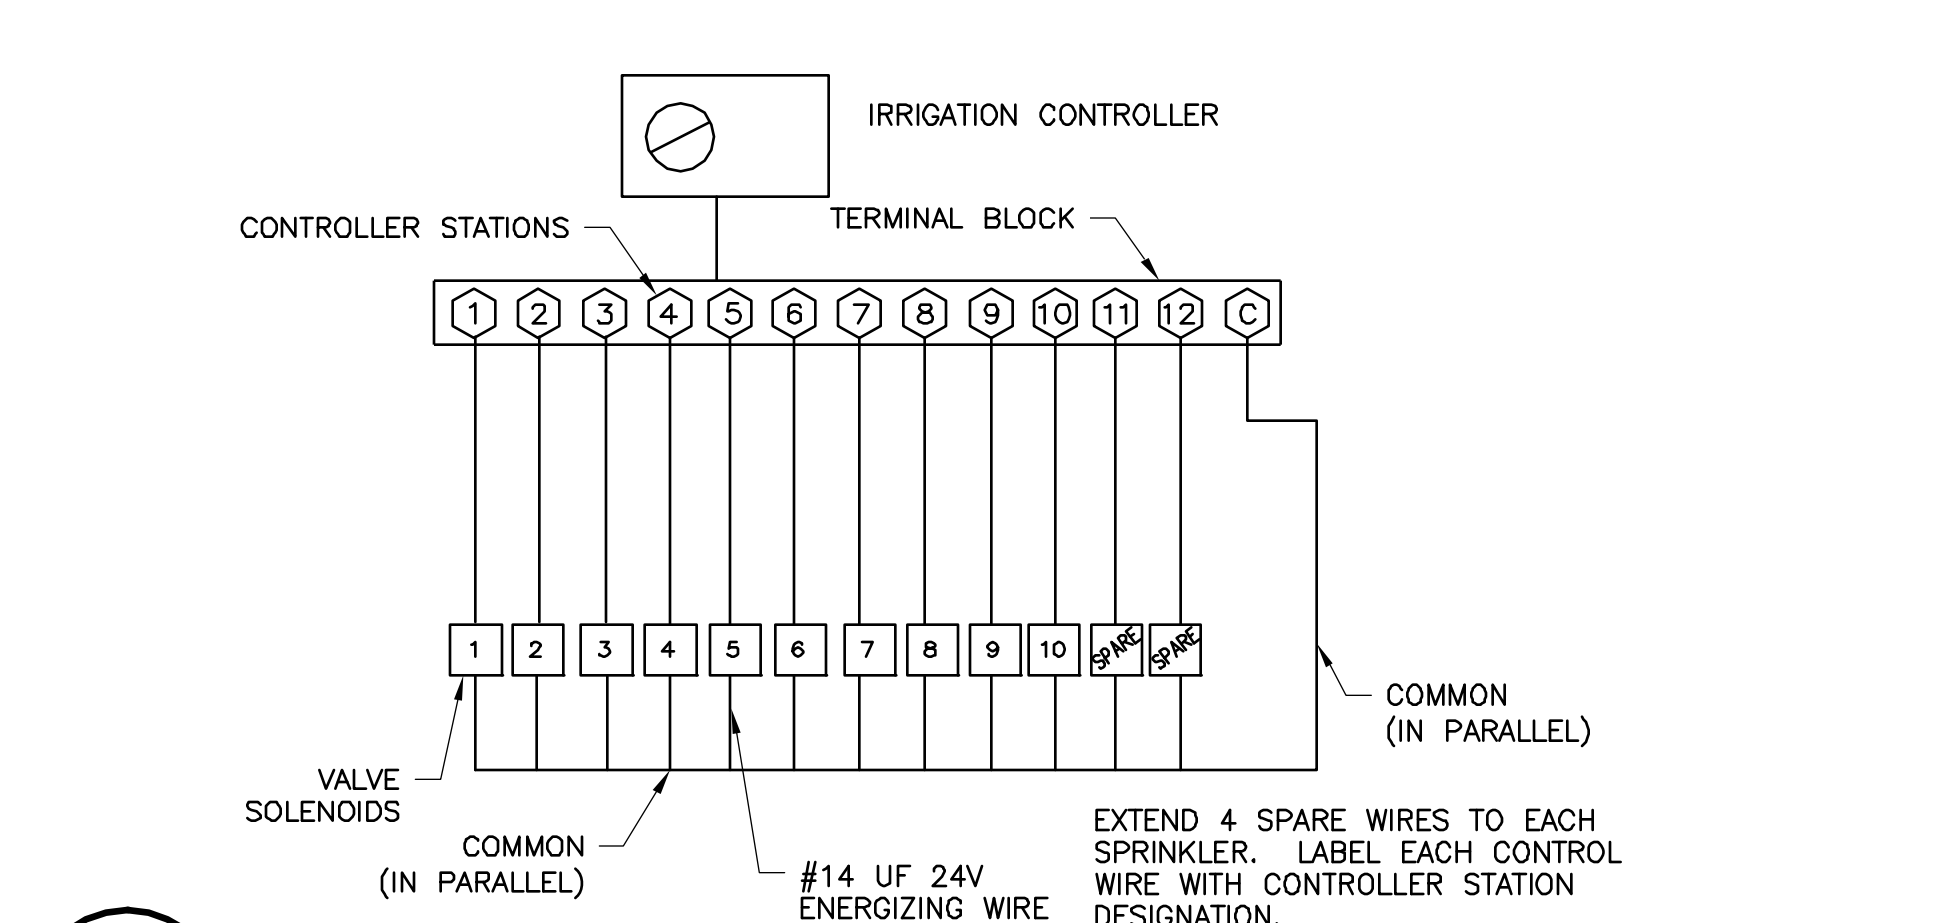 IRRIGATION CONTROLLER
CONTROLLER STATIONS
TERMINAL BLOCK
1 2 3 4 5 6 7 8 9 10 11 12 C
1 2 3 4 5 6 7 8 9 10 SPARE SPARE
COMMON
(IN PARALLEL)
VALVE
SOLENOIDS
COMMON
(IN PARALLEL)
#14 UF 24V
ENERGIZING WIRE
EXTEND 4 SPARE WIRES TO EACH
SPRINKLER. LABEL EACH CONTROL
WIRE WITH CONTROLLER STATION
DESIGNATION.